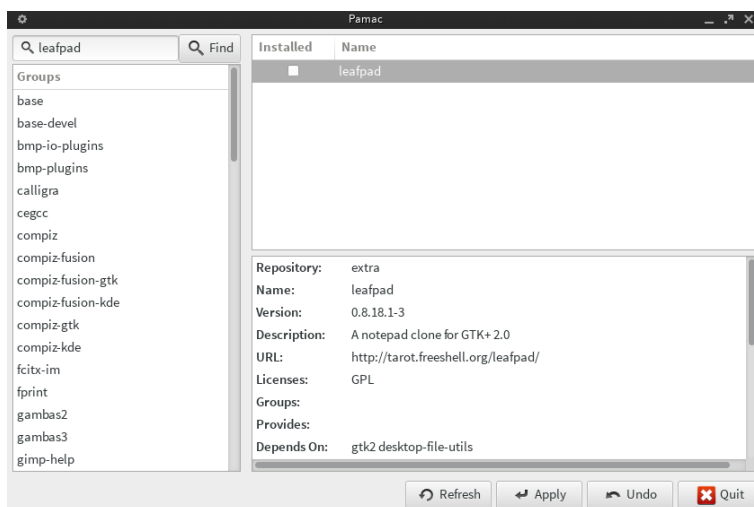 Pamac
leafpad
Find
Groups
base
base-devel
bmp-io-plugins
bmp-plugins
calligra
cegcc
compiz
compiz-fusion
compiz-fusion-gtk
compiz-fusion-kde
compiz-gtk
compiz-kde
fcitx-im
fprint
gambas2
gambas3
gimp-help
Installed Name
leafpad
Repository: extra
Name: leafpad
Version: 0.8.18.1-3
Description: A notepad clone for GTK+ 2.0
URL: http://tarot.freeshell.org/leafpad/
Licenses: GPL
Groups:
Provides:
Depends On: gtk2 desktop-file-utils
Refresh Apply Undo Quit